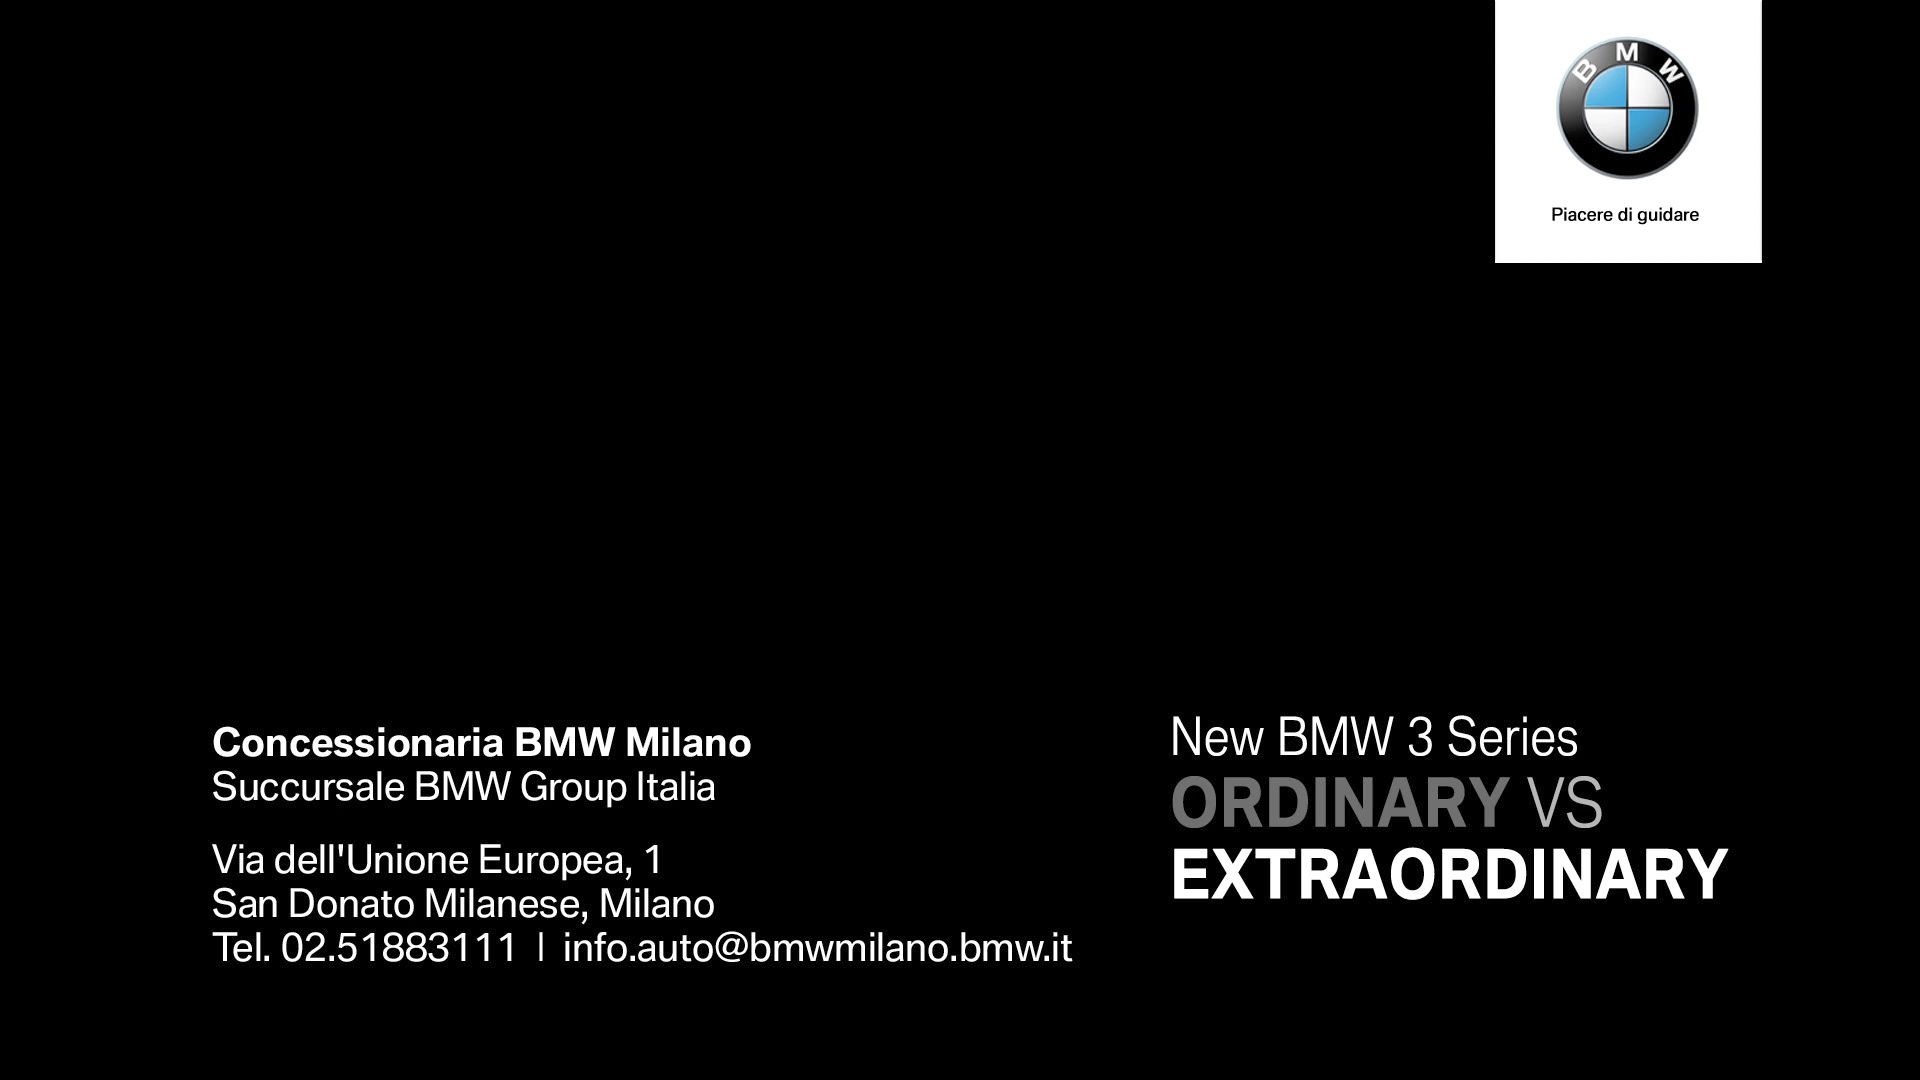 BMW
Piacere di guidare
Concessionaria BMW Milano
Succursale BMW Group Italia
Via dell'Unione Europea, 1
San Donato Milanese, Milano
Tel. 02.51883111 | info.auto@bmwmilano.bmw.it
New BMW 3 Series
ORDINARY VS
EXTRAORDINARY